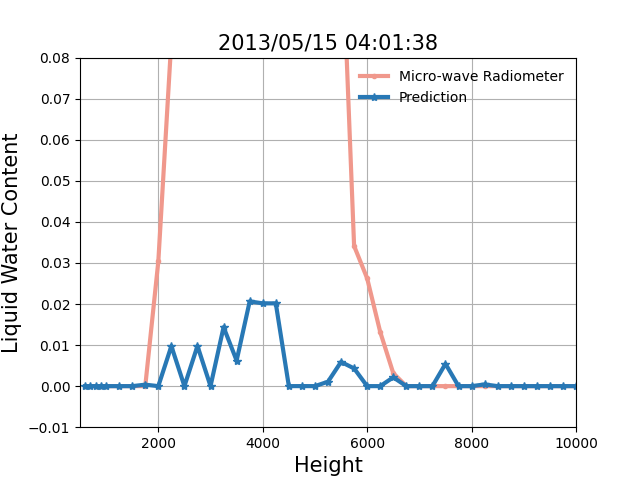 2013/05/15 04:01:38
0.08
0.07
0.06
0.05
0.04
0.03
0.02
0.01
0.00
−0.01
Liquid Water Content
Micro-wave Radiometer
Prediction
2000 4000 6000 8000 10000
Height